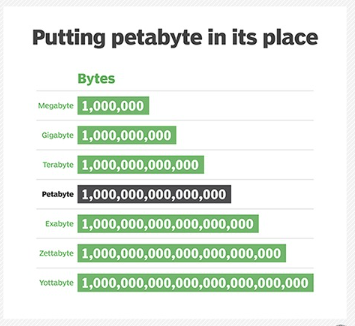 Putting petabyte in its place
Bytes
Megabyte 1,000,000
Gigabyte 1,000,000,000
Terabyte 1,000,000,000,000
Petabyte 1,000,000,000,000,000
Exabyte 1,000,000,000,000,000,000
Zettabyte 1,000,000,000,000,000,000,000
Yottabyte 1,000,000,000,000,000,000,000,000